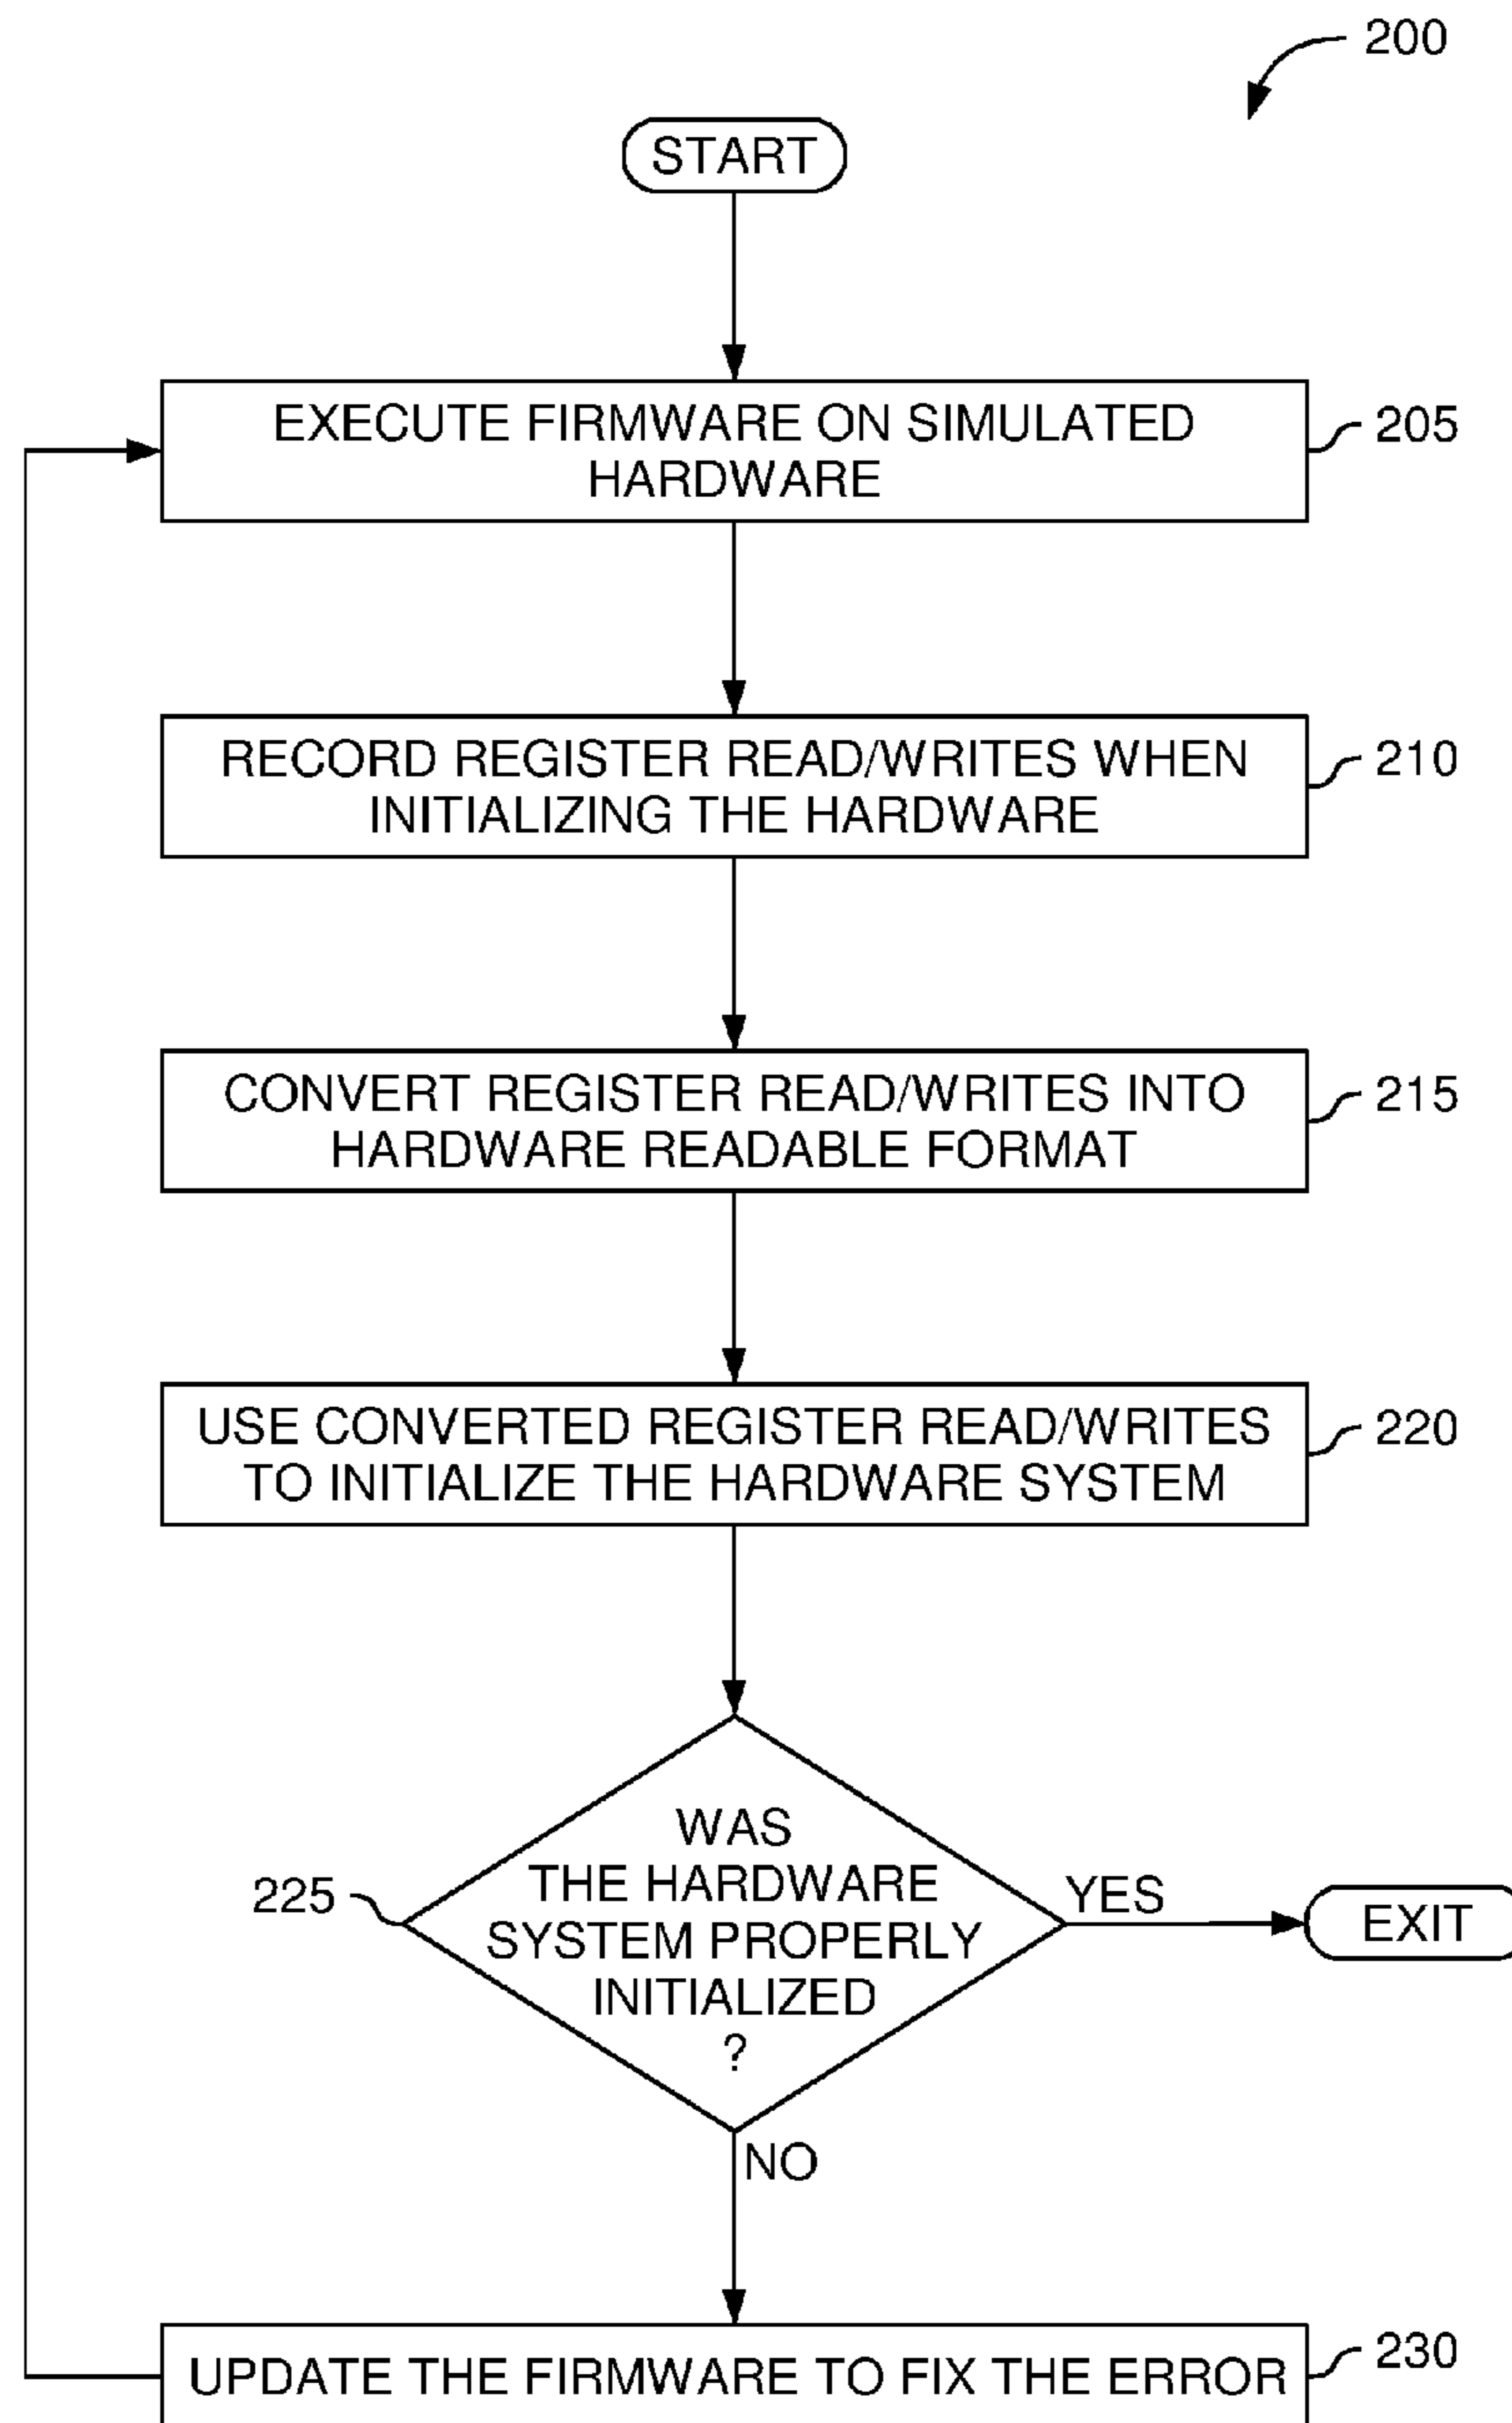 200
START
EXECUTE FIRMWARE ON SIMULATED
HARDWARE
205
RECORD REGISTER READ/WRITES WHEN
INITIALIZING THE HARDWARE
210
CONVERT REGISTER READ/WRITES INTO
HARDWARE READABLE FORMAT
215
USE CONVERTED REGISTER READ/WRITES
TO INITIALIZE THE HARDWARE SYSTEM
220
WAS
THE HARDWARE
SYSTEM PROPERLY
INITIALIZED
?
225
YES
EXIT
NO
UPDATE THE FIRMWARE TO FIX THE ERROR
230